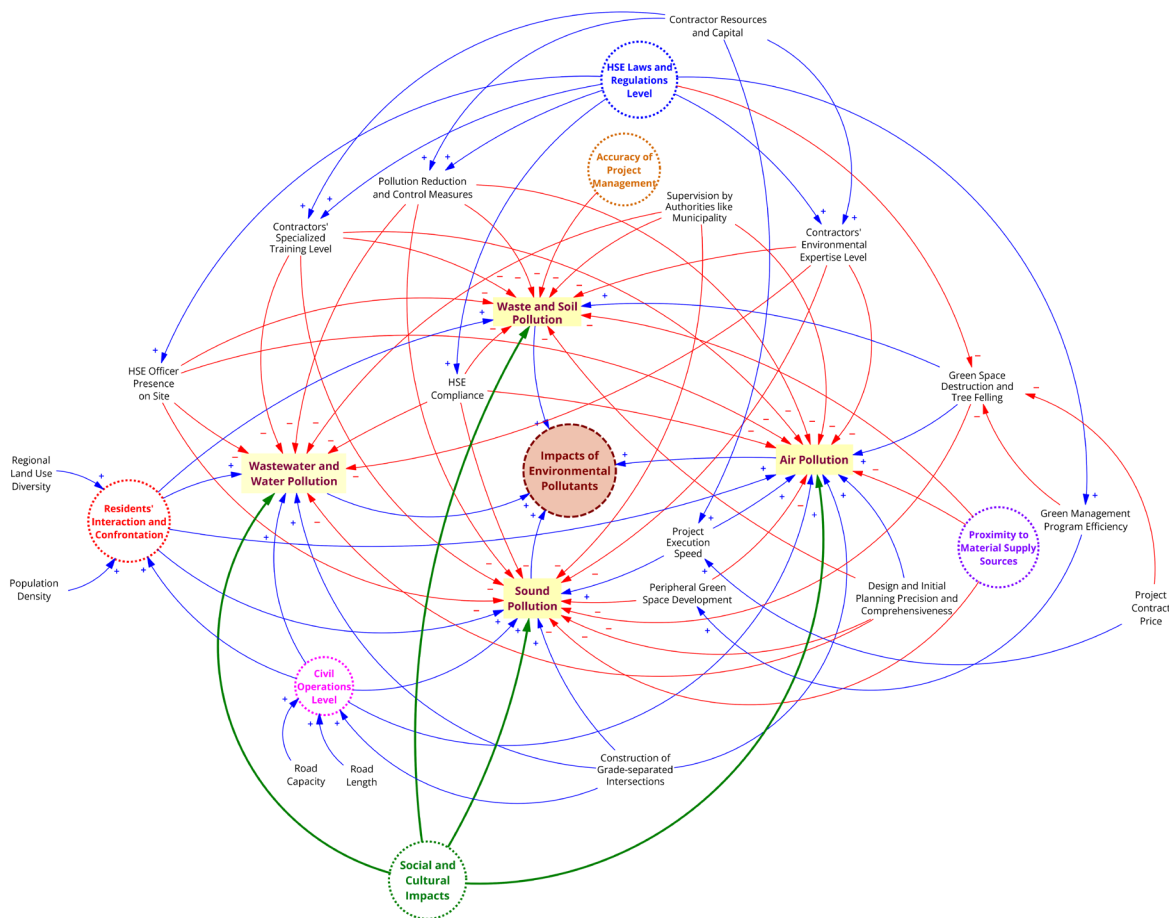 Contractor Resources
and Capital
HSE Laws and
Regulations
Level
Accuracy of
Project
Management
Pollution Reduction
and Control Measures
Supervision by
Authorities like
Municipality
Contractors'
Specialized
Training Level
Contractors'
Environmental
Expertise Level
Waste and Soil
Pollution
HSE Officer
Presence
on Site
HSE
Compliance
Green Space
Destruction and
Tree Felling
Regional
Land Use
Diversity
Wastewater and
Water Pollution
Impacts of
Environmental
Pollutants
Air Pollution
Residents'
Interaction and
Confrontation
Project
Execution
Speed
Green Management
Program Efficiency
Proximity to
Material Supply
Sources
Population
Density
Sound
Pollution
Peripheral Green
Space Development
Design and Initial
Planning Precision and
Comprehensiveness
Project
Contract
Price
Civil
Operations
Level
Road
Capacity
Road
Length
Construction of
Grade-separated
Intersections
Social and
Cultural
Impacts